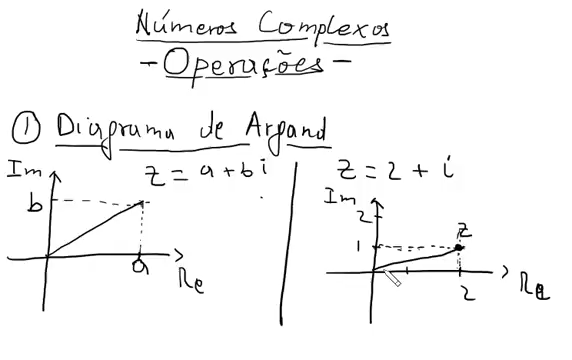 Números Complexos
- Operações -
① Diagrama de Argand
Im
z = a + bi
b
a
Re
z = 2 + i
Im
2
1
z
2
Re